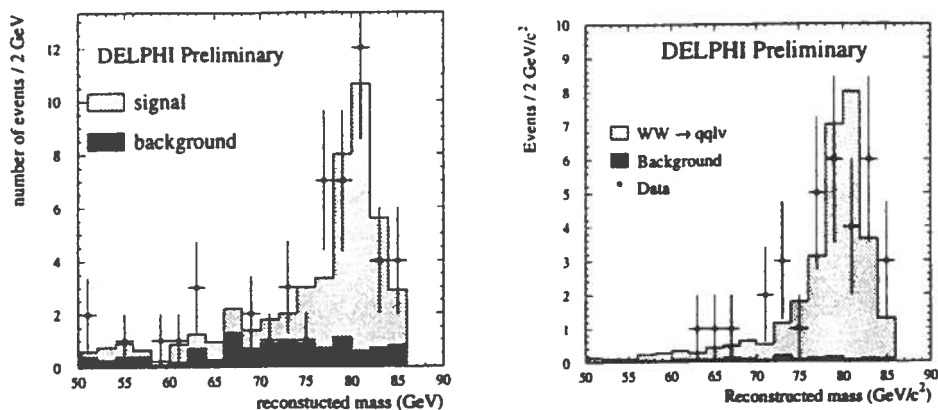 number of events / 2 GeV
12
10
8
6
4
2
0
DELPHI Preliminary
signal
background
50 55 60 65 70 75 80 85 90
reconstucted mass (GeV)
Events / 2 GeV/c²
10
9
8
7
6
5
4
3
2
1
0
DELPHI Preliminary
WW → qqlv
Background
Data
50 55 60 65 70 75 80 85 90
Reconstructed mass (GeV/c²)